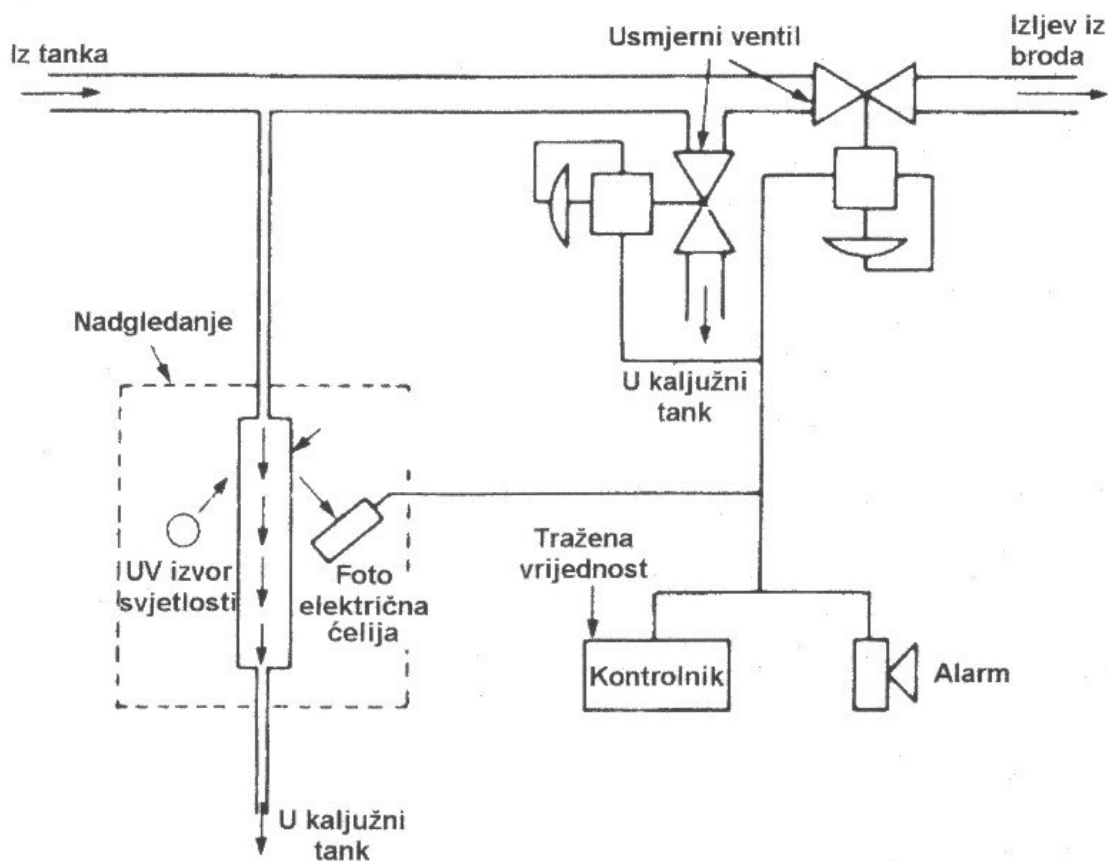 Iz tanka
Usmjerni ventil
Izljev iz
broda
Nadgledanje
U kaljužni
tank
UV izvor
svjetlosti
Foto
električna
ćelija
Tražena
vrijednost
Kontrolnik
Alarm
U kaljužni
tank